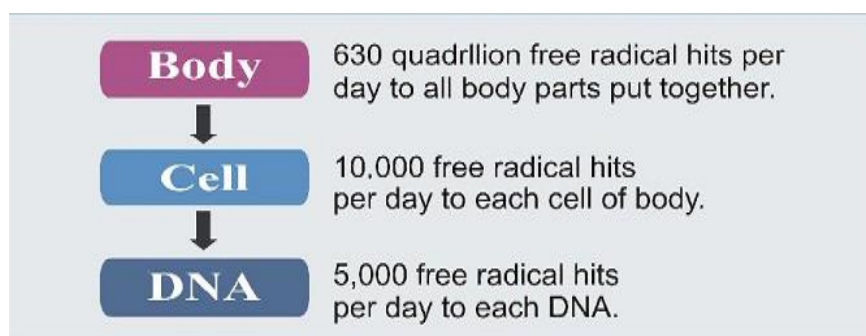 Body
630 quadrllion free radical hits per
day to all body parts put together.
Cell
10,000 free radical hits
per day to each cell of body.
DNA
5,000 free radical hits
per day to each DNA.